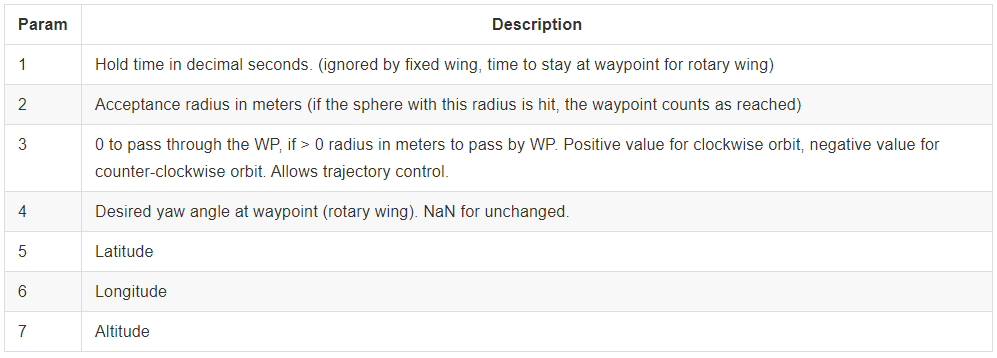 Param Description
1 Hold time in decimal seconds. (ignored by fixed wing, time to stay at waypoint for rotary wing)
2 Acceptance radius in meters (if the sphere with this radius is hit, the waypoint counts as reached)
3 0 to pass through the WP, if > 0 radius in meters to pass by WP. Positive value for clockwise orbit, negative value for
counter-clockwise orbit. Allows trajectory control.
4 Desired yaw angle at waypoint (rotary wing). NaN for unchanged.
5 Latitude
6 Longitude
7 Altitude